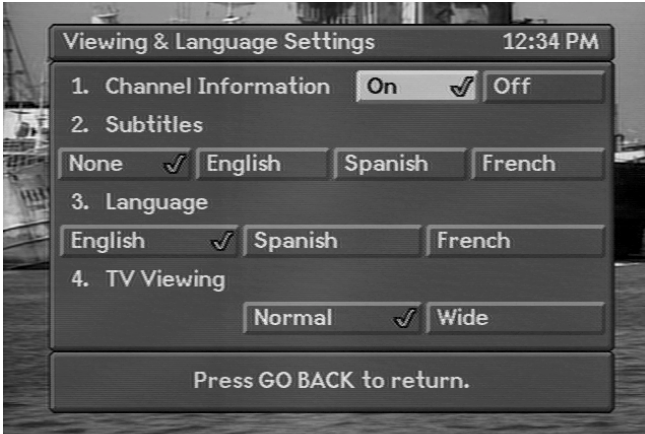 Viewing & Language Settings 12:34 PM
1. Channel Information On Off
2. Subtitles
None English Spanish French
3. Language
English Spanish French
4. TV Viewing
Normal Wide
Press GO BACK to return.